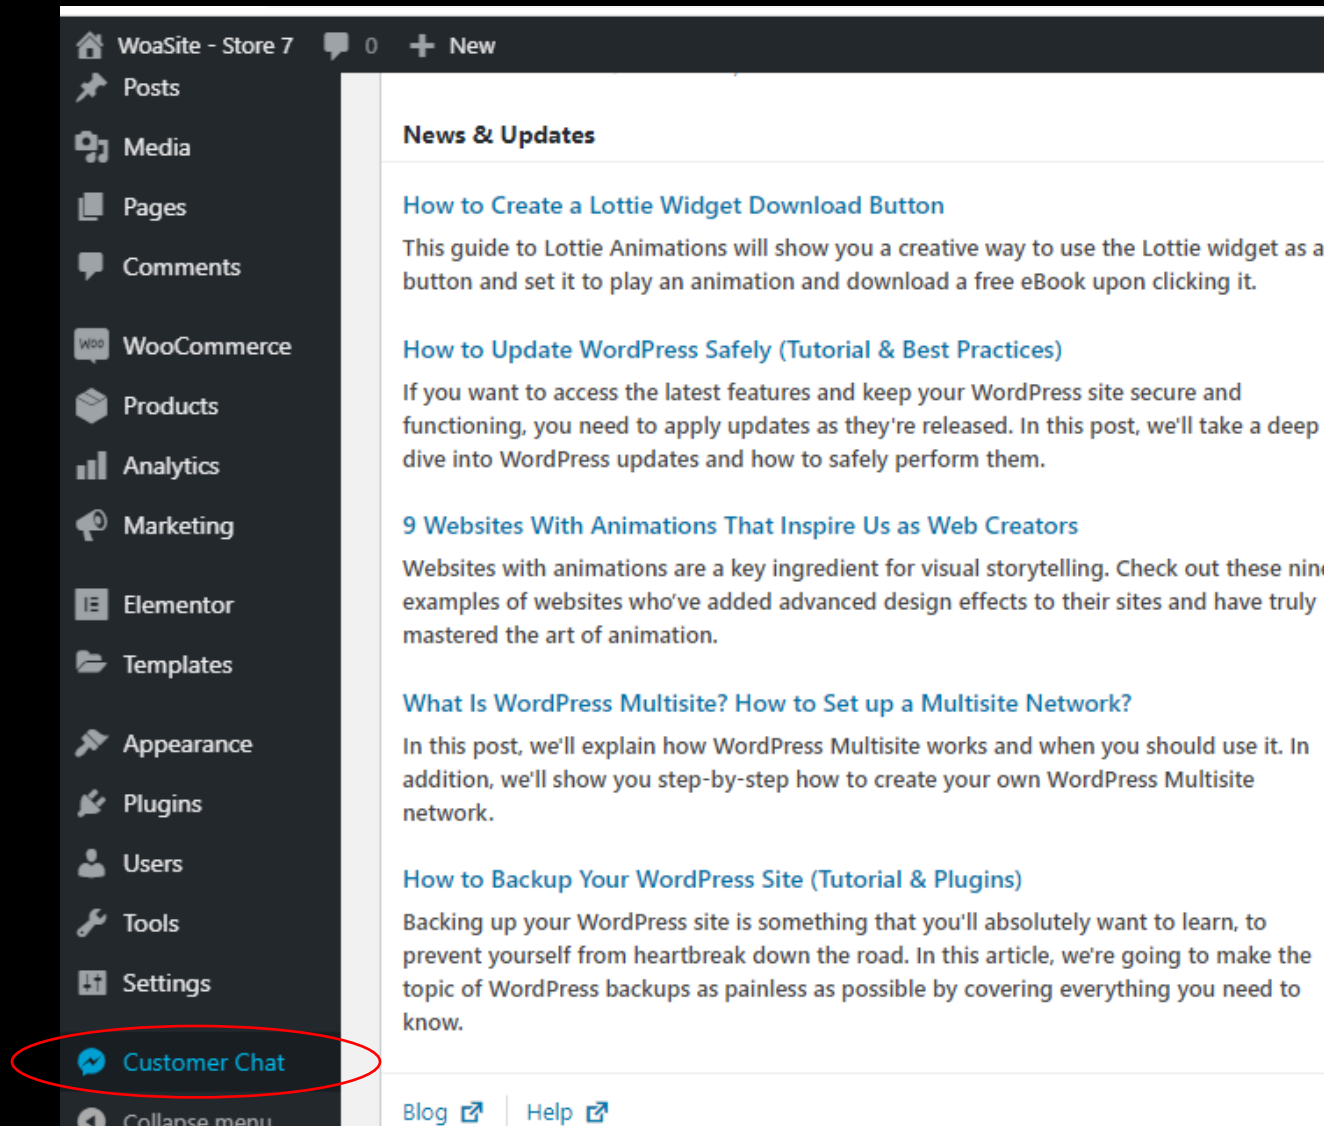 WoaSite - Store 7 0 New
Posts
Media
Pages
Comments
WOO WooCommerce
Products
Analytics
Marketing
Elementor
Templates
Appearance
Plugins
Users
Tools
Settings
Customer Chat
Collapse menu
News & Updates
How to Create a Lottie Widget Download Button
This guide to Lottie Animations will show you a creative way to use the Lottie widget as a
button and set it to play an animation and download a free eBook upon clicking it.
How to Update WordPress Safely (Tutorial & Best Practices)
If you want to access the latest features and keep your WordPress site secure and
functioning, you need to apply updates as they're released. In this post, we'll take a deep
dive into WordPress updates and how to safely perform them.
9 Websites With Animations That Inspire Us as Web Creators
Websites with animations are a key ingredient for visual storytelling. Check out these nine
examples of websites who've added advanced design effects to their sites and have truly
mastered the art of animation.
What Is WordPress Multisite? How to Set up a Multisite Network?
In this post, we'll explain how WordPress Multisite works and when you should use it. In
addition, we'll show you step-by-step how to create your own WordPress Multisite
network.
How to Backup Your WordPress Site (Tutorial & Plugins)
Backing up your WordPress site is something that you'll absolutely want to learn, to
prevent yourself from heartbreak down the road. In this article, we're going to make the
topic of WordPress backups as painless as possible by covering everything you need to
know.
Blog Help